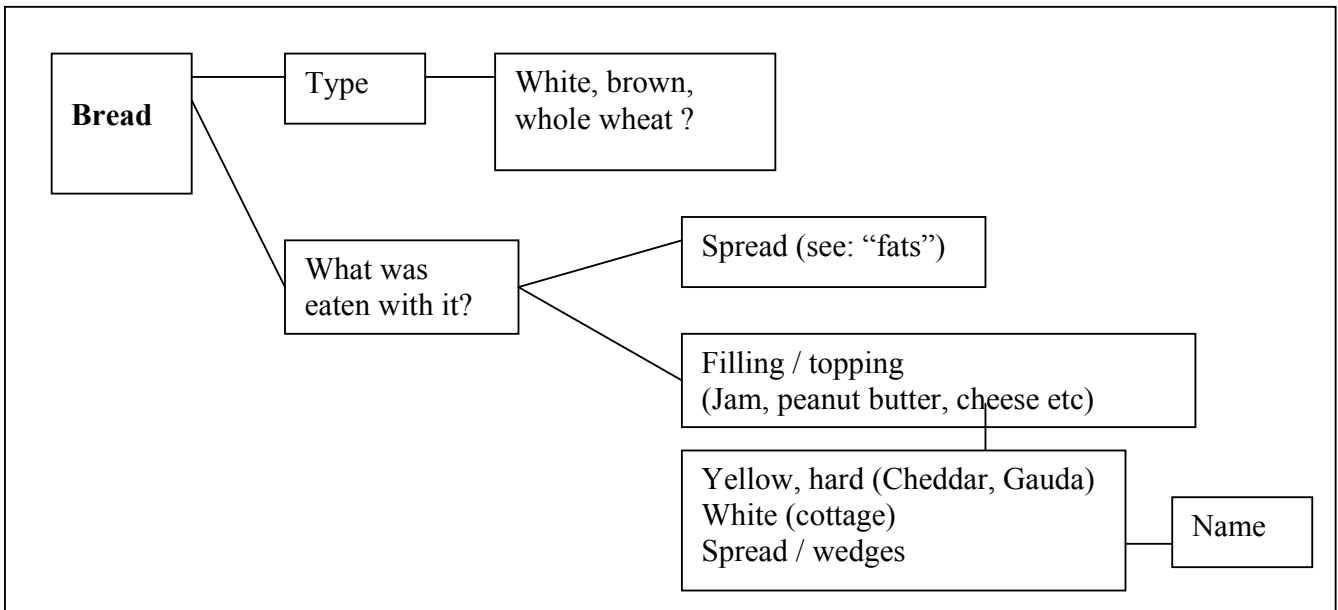 Bread
Type
White, brown,
whole wheat ?
What was
eaten with it?
Spread (see: “fats”)
Filling / topping
(Jam, peanut butter, cheese etc)
Yellow, hard (Cheddar, Gauda)
White (cottage)
Spread / wedges
Name